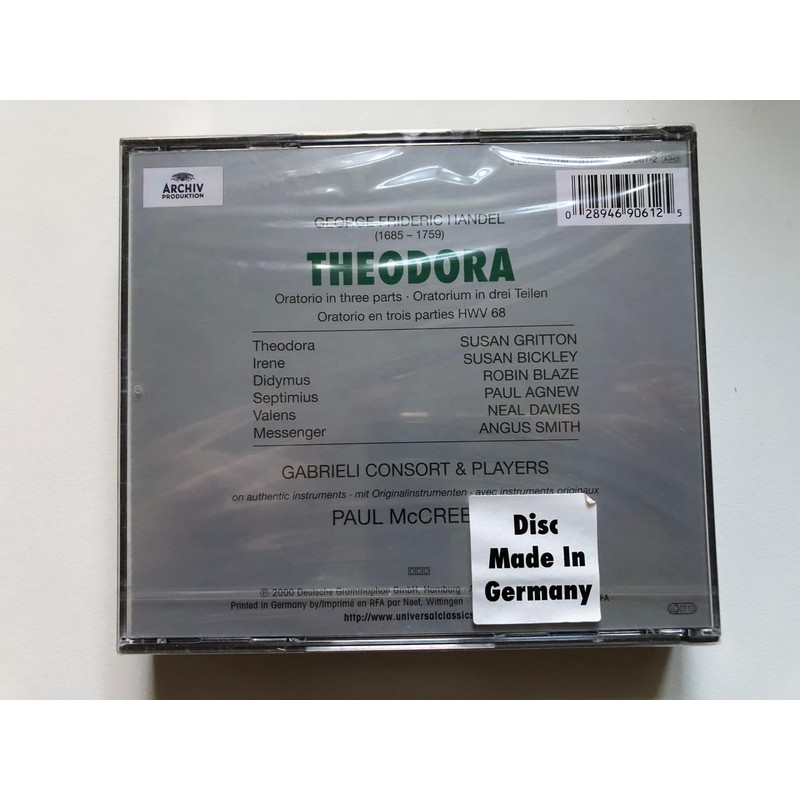 ARCHIV
PRODUKTION
0 28946 90612 5
GEORGE FRIDERIC HANDEL
(1685 – 1759)
THEODORA
Oratorio in three parts · Oratorium in drei Teilen
Oratorio en trois parties HWV 68
Theodora SUSAN GRITTON
Irene SUSAN BICKLEY
Didymus ROBIN BLAZE
Septimius PAUL AGNEW
Valens NEAL DAVIES
Messenger ANGUS SMITH
GABRIELI CONSORT & PLAYERS
on authentic instruments · mit Originalinstrumenten · avec instruments originaux
PAUL McCREE
Disc
Made In
Germany
DDD
℗ 2000 Deutsche Grammophon GmbH, Hamburg
Printed in Germany by/Imprimé en RFA par Neef, Wittingen
http://www.universalclassics